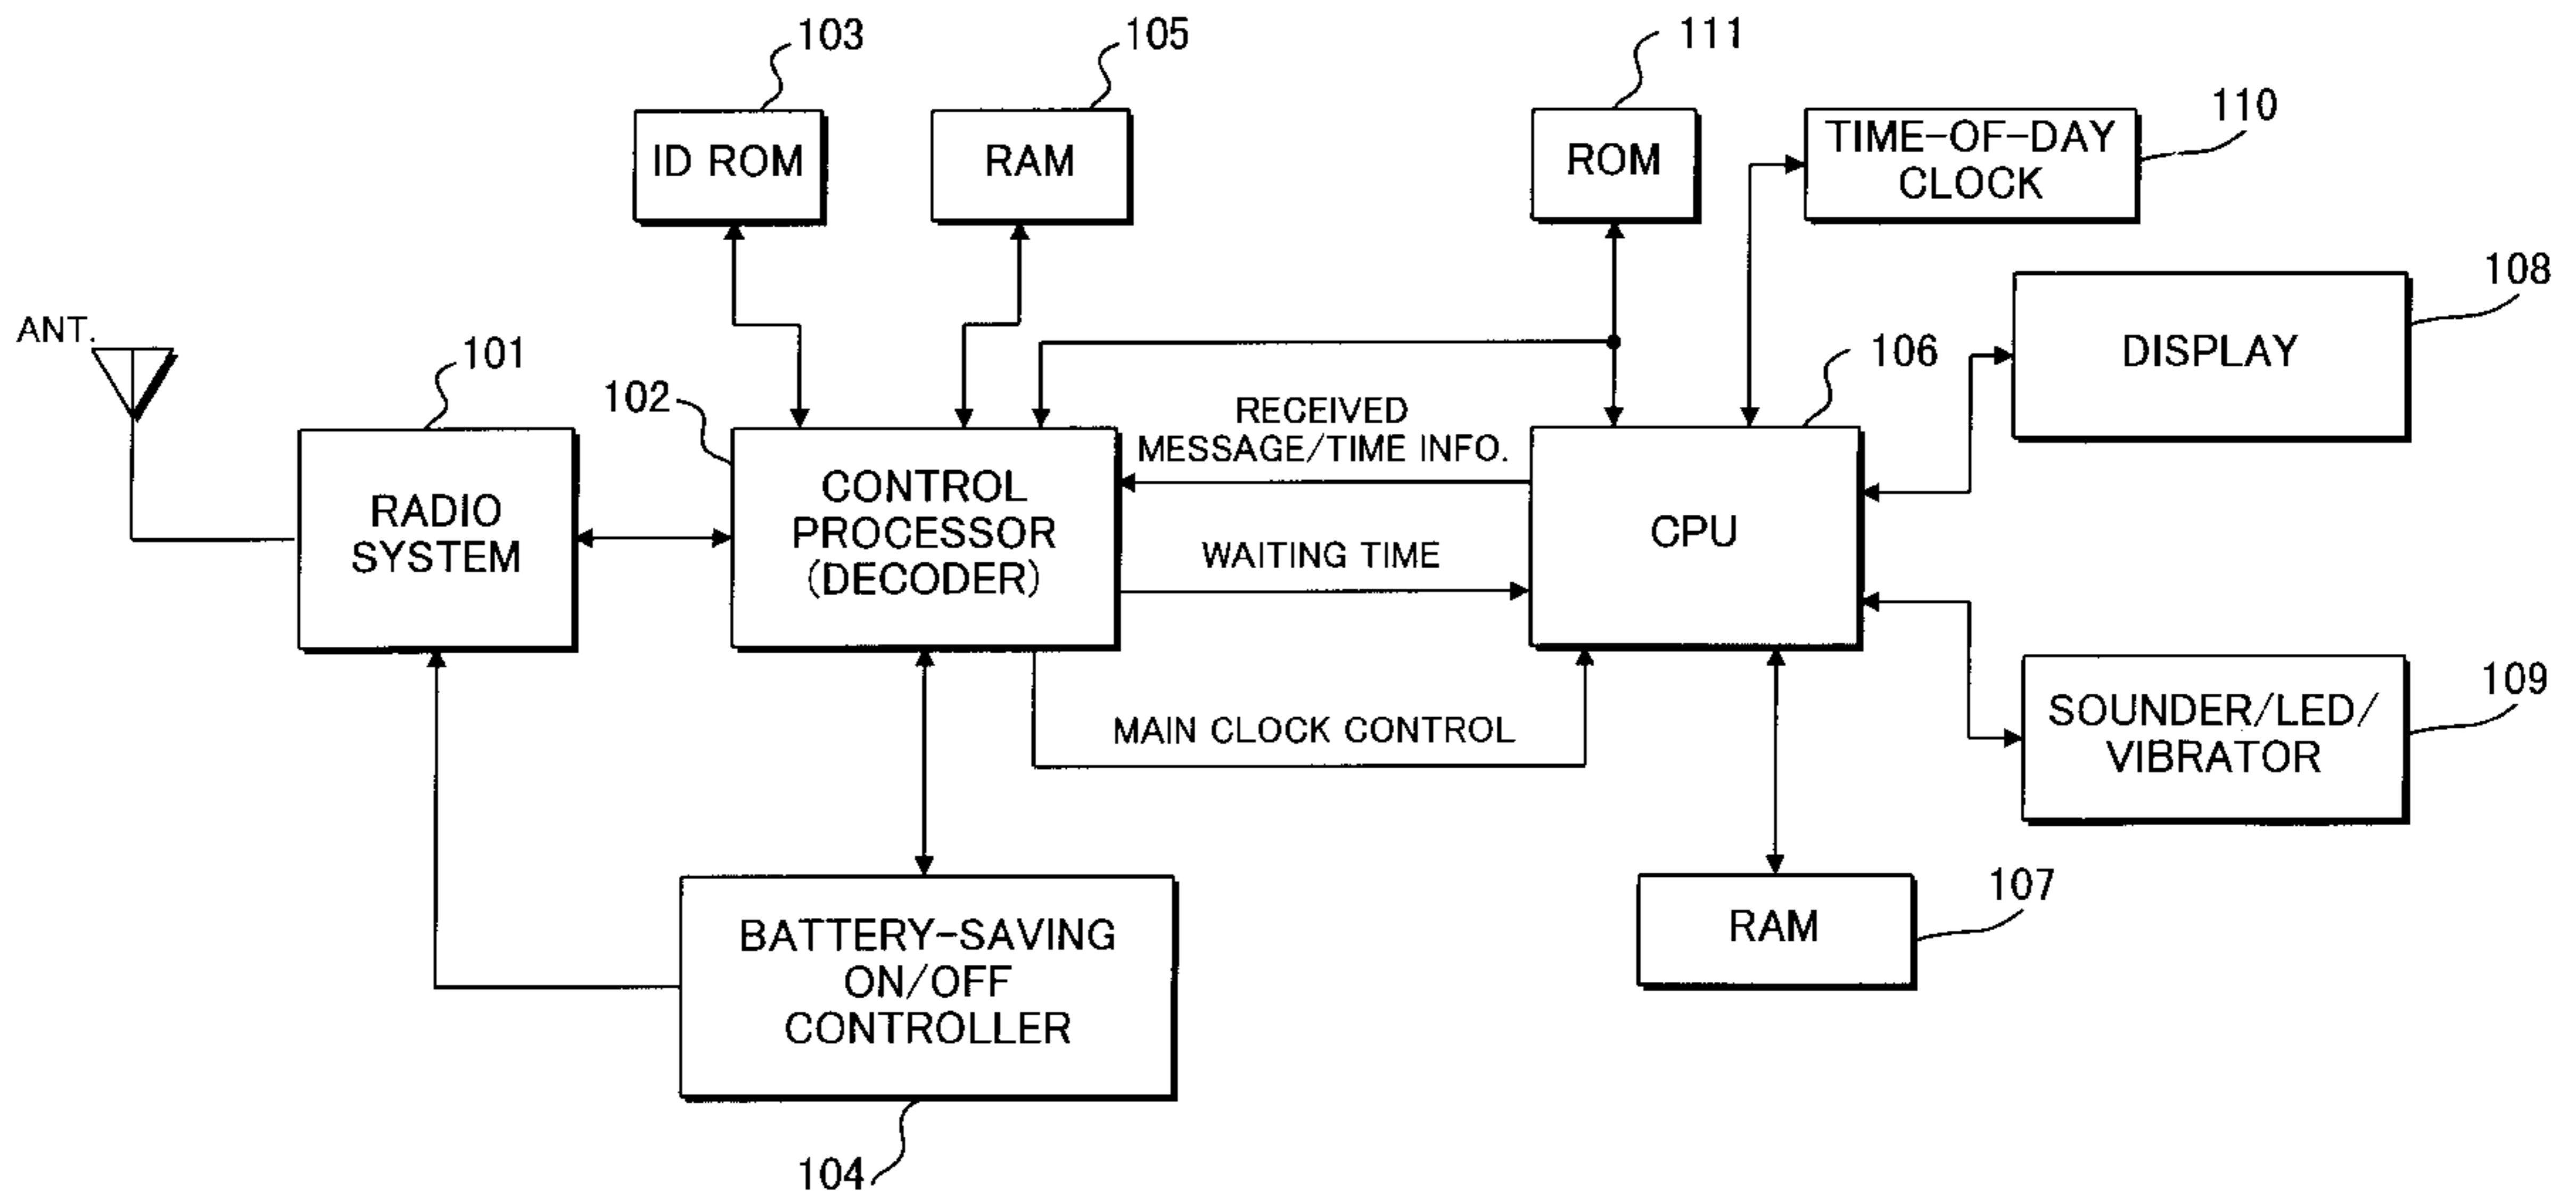 103
105
111
110
ID ROM
RAM
ROM
TIME-OF-DAY
CLOCK
108
ANT.
101
102
106
DISPLAY
RECEIVED
MESSAGE/TIME INFO.
RADIO
SYSTEM
CONTROL
PROCESSOR
(DECODER)
WAITING TIME
CPU
109
MAIN CLOCK CONTROL
SOUNDER/LED/
VIBRATOR
107
BATTERY-SAVING
ON/OFF
CONTROLLER
RAM
104